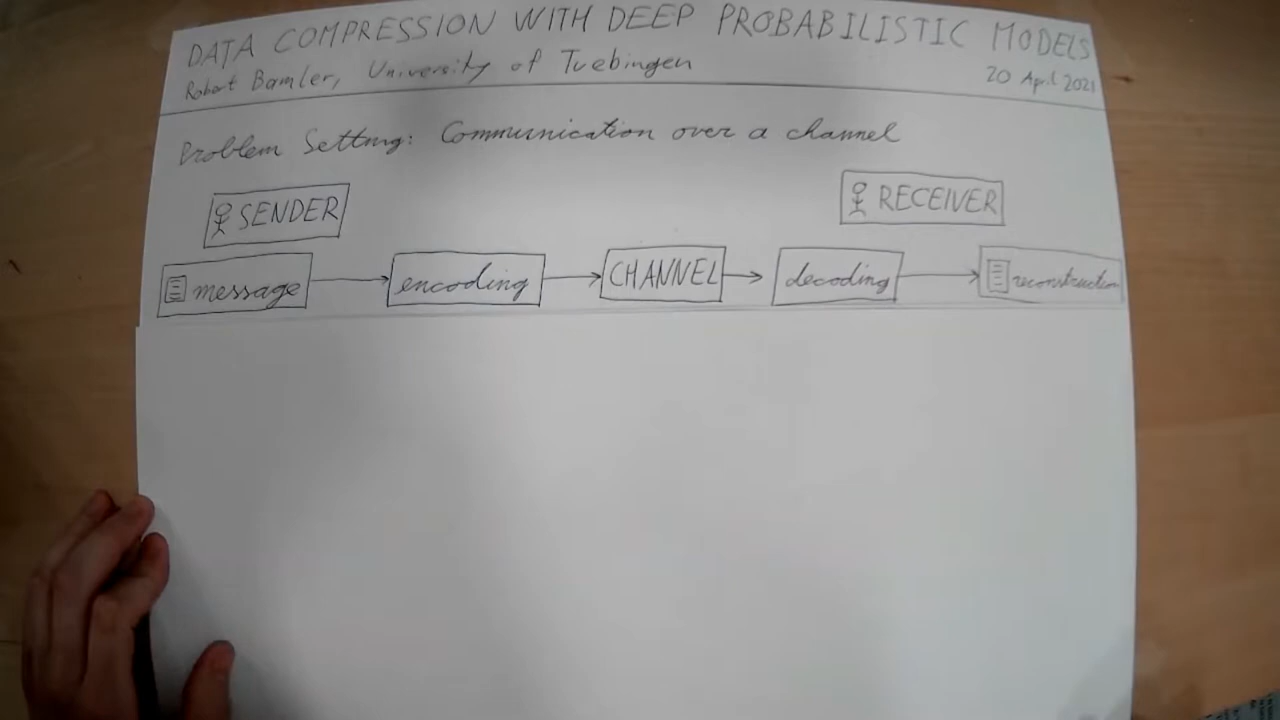 DATA COMPRESSION WITH DEEP PROBABILISTIC MODELS
Robert Bamler, University of Tuebingen
20 April 2021
Problem Setting: Communication over a channel
SENDER
RECEIVER
message
encoding
CHANNEL
decoding
reconstruction